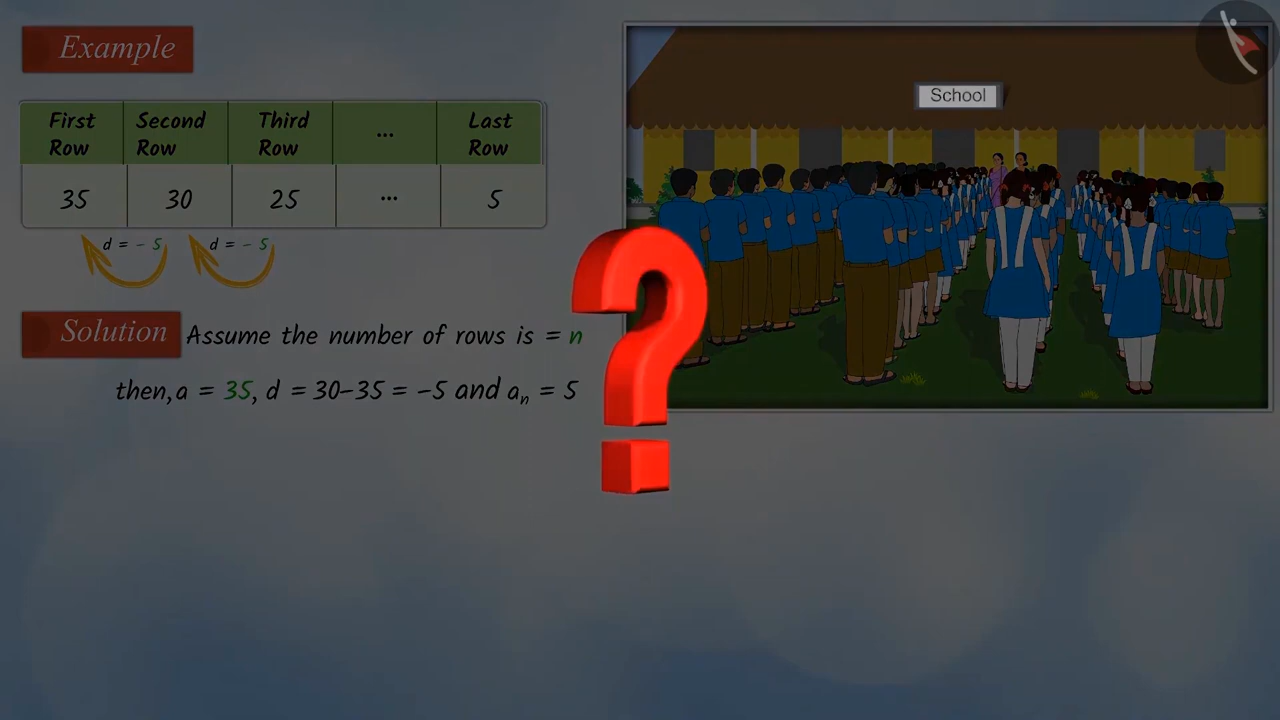 Example
First Row Second Row Third Row ... Last Row
35 30 25 ... 5
d = - 5 d = - 5
School
Solution Assume the number of rows is = n
then, a = 35, d = 30-35 = -5 and aₙ = 5
?